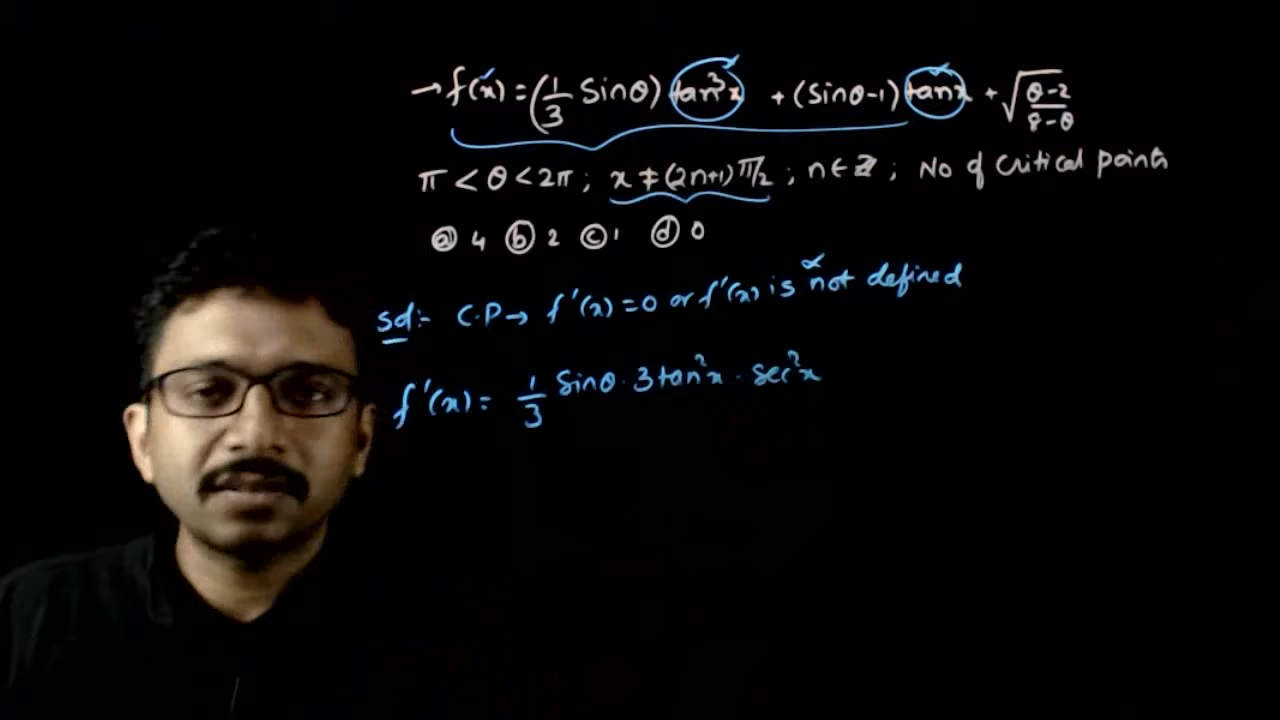 → f(x) = (1/3 Sinθ) tan³x + (sinθ-1) tanx + √((θ-2)/(8-θ))
π < θ < 2π ; x ≠ (2n+1) π/2 ; n ∈ Z ; No of Critical points
ⓐ 4 ⓑ 2 ⓒ 1 ⓓ 0
Sol:- C.P → f'(x) = 0 or f'(x) is not defined
f'(x) = 1/3 Sinθ · 3tan²x · sec²x